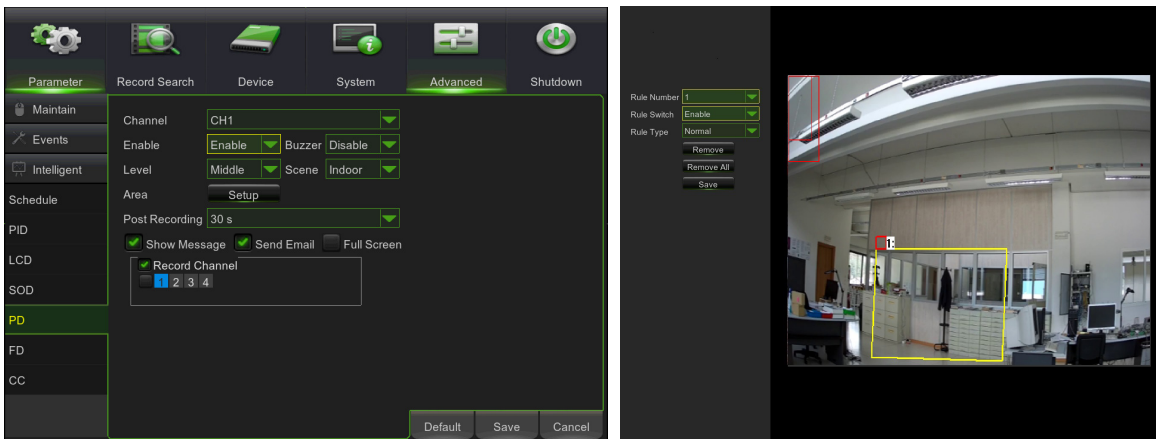 Parameter Record Search Device System Advanced Shutdown
Maintain
Events
Intelligent
Schedule
PID
LCD
SOD
PD
FD
CC
Channel CH1
Enable Enable Buzzer Disable
Level Middle Scene Indoor
Area Setup
Post Recording 30 s
Show Message Send Email Full Screen
Record Channel
1 2 3 4
Default Save Cancel
Rule Number 1
Rule Switch Enable
Rule Type Normal
Remove
Remove All
Save
1: